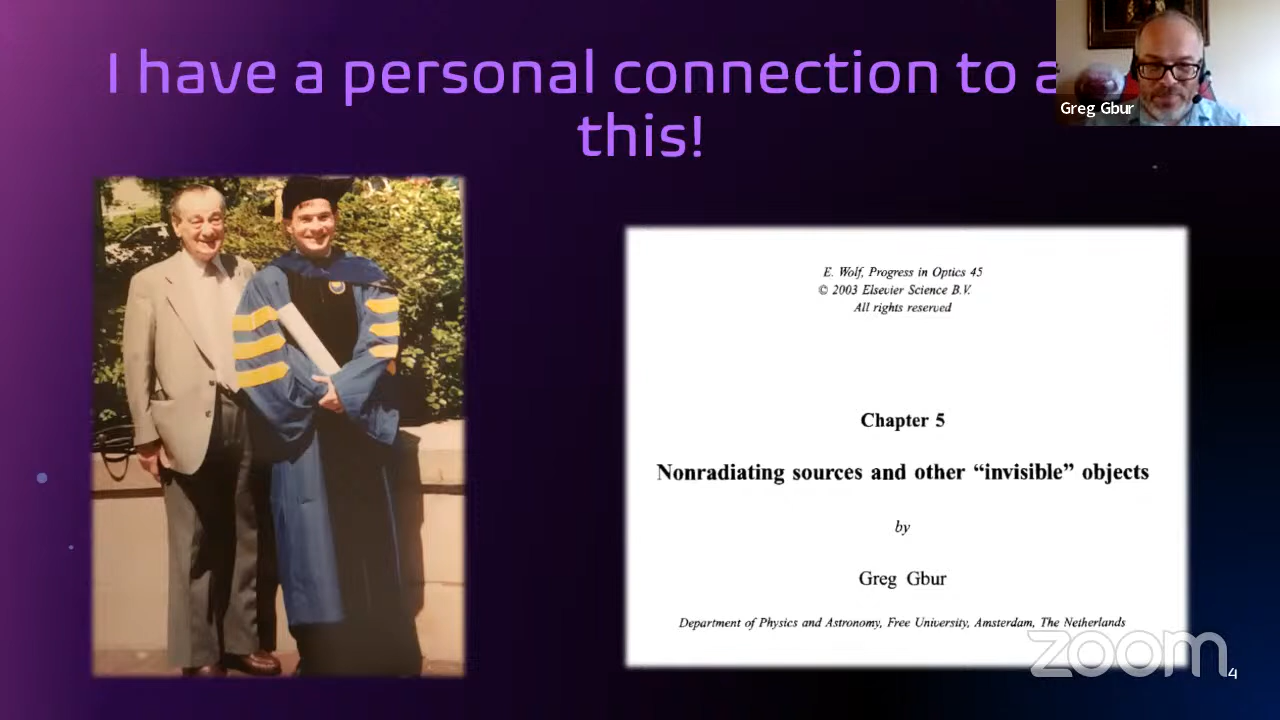 I have a personal connection to a
this!
Greg Gbur
E. Wolf, Progress in Optics 45
© 2003 Elsevier Science B.V.
All rights reserved
Chapter 5
Nonradiating sources and other “invisible” objects
by
Greg Gbur
Department of Physics and Astronomy, Free University, Amsterdam, The Netherlands
zoom
4